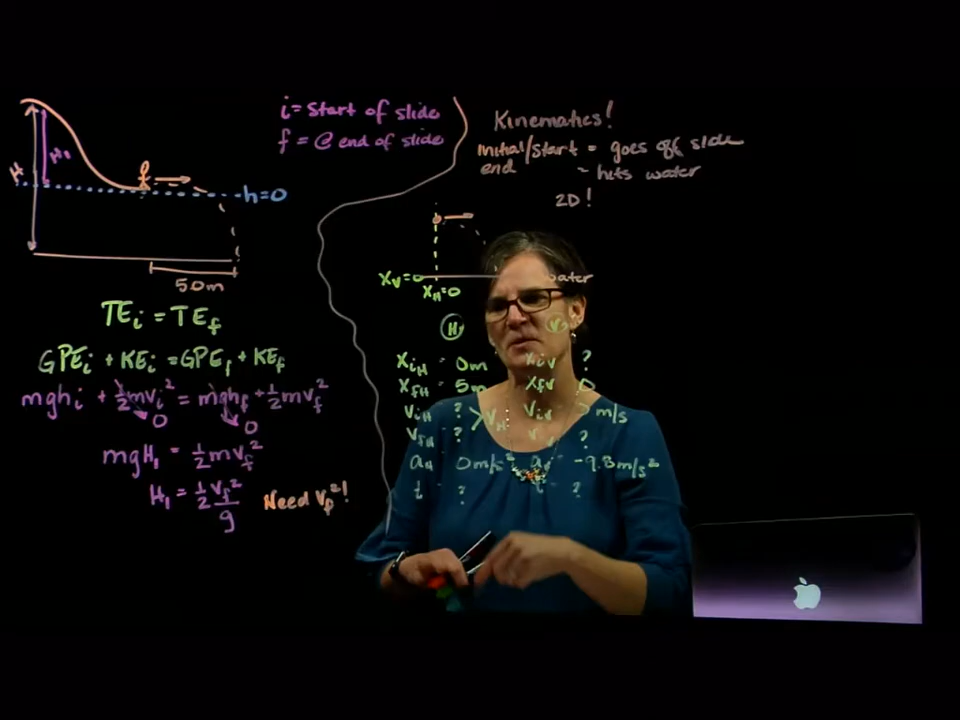 i = Start of slide
f = @ end of slide
H₁
h=0
5.0m
TEi = TEf
GPEi + KEi = GPEf + KEf
mghi + ½mvi² = mghf + ½mvf²
0
0
mgH₁ = ½mvf²
H₁ = ½ vf²/g
Need vf²!
Kinematics!
Initial/Start = goes off slide
end = hits water
2D!
water
Xv=0
XH=0
H
V
XiH = 0m Xiv ?
XfH = 5m Xfv 0
ViH = ? Viv 0 m/s
VfH = ? ?
VH
aH 0m/s² av = -9.8m/s²
t = ? t = ?